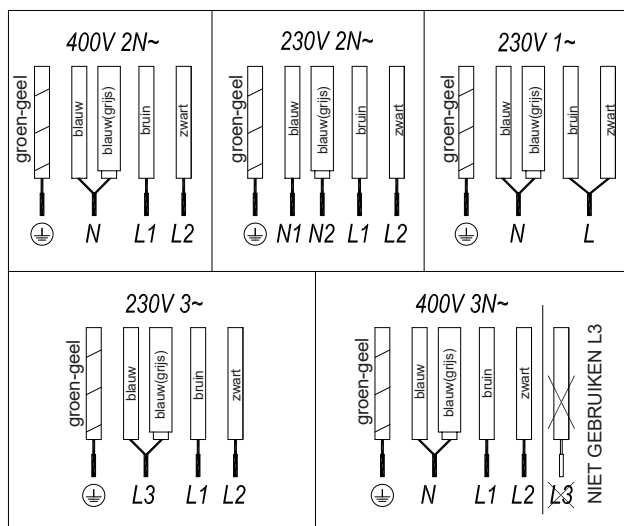 400V 2N~
groen-geel
blauw
blauw(grijs)
bruin
zwart
N L1 L2
230V 2N~
groen-geel
blauw
blauw(grijs)
bruin
zwart
N1 N2 L1 L2
230V 1~
groen-geel
blauw
blauw(grijs)
bruin
zwart
N L
230V 3~
groen-geel
blauw
blauw(grijs)
bruin
zwart
L3 L1 L2
400V 3N~
groen-geel
blauw
blauw(grijs)
bruin
zwart
N L1 L2 L3
NIET GEBRUIKEN L3